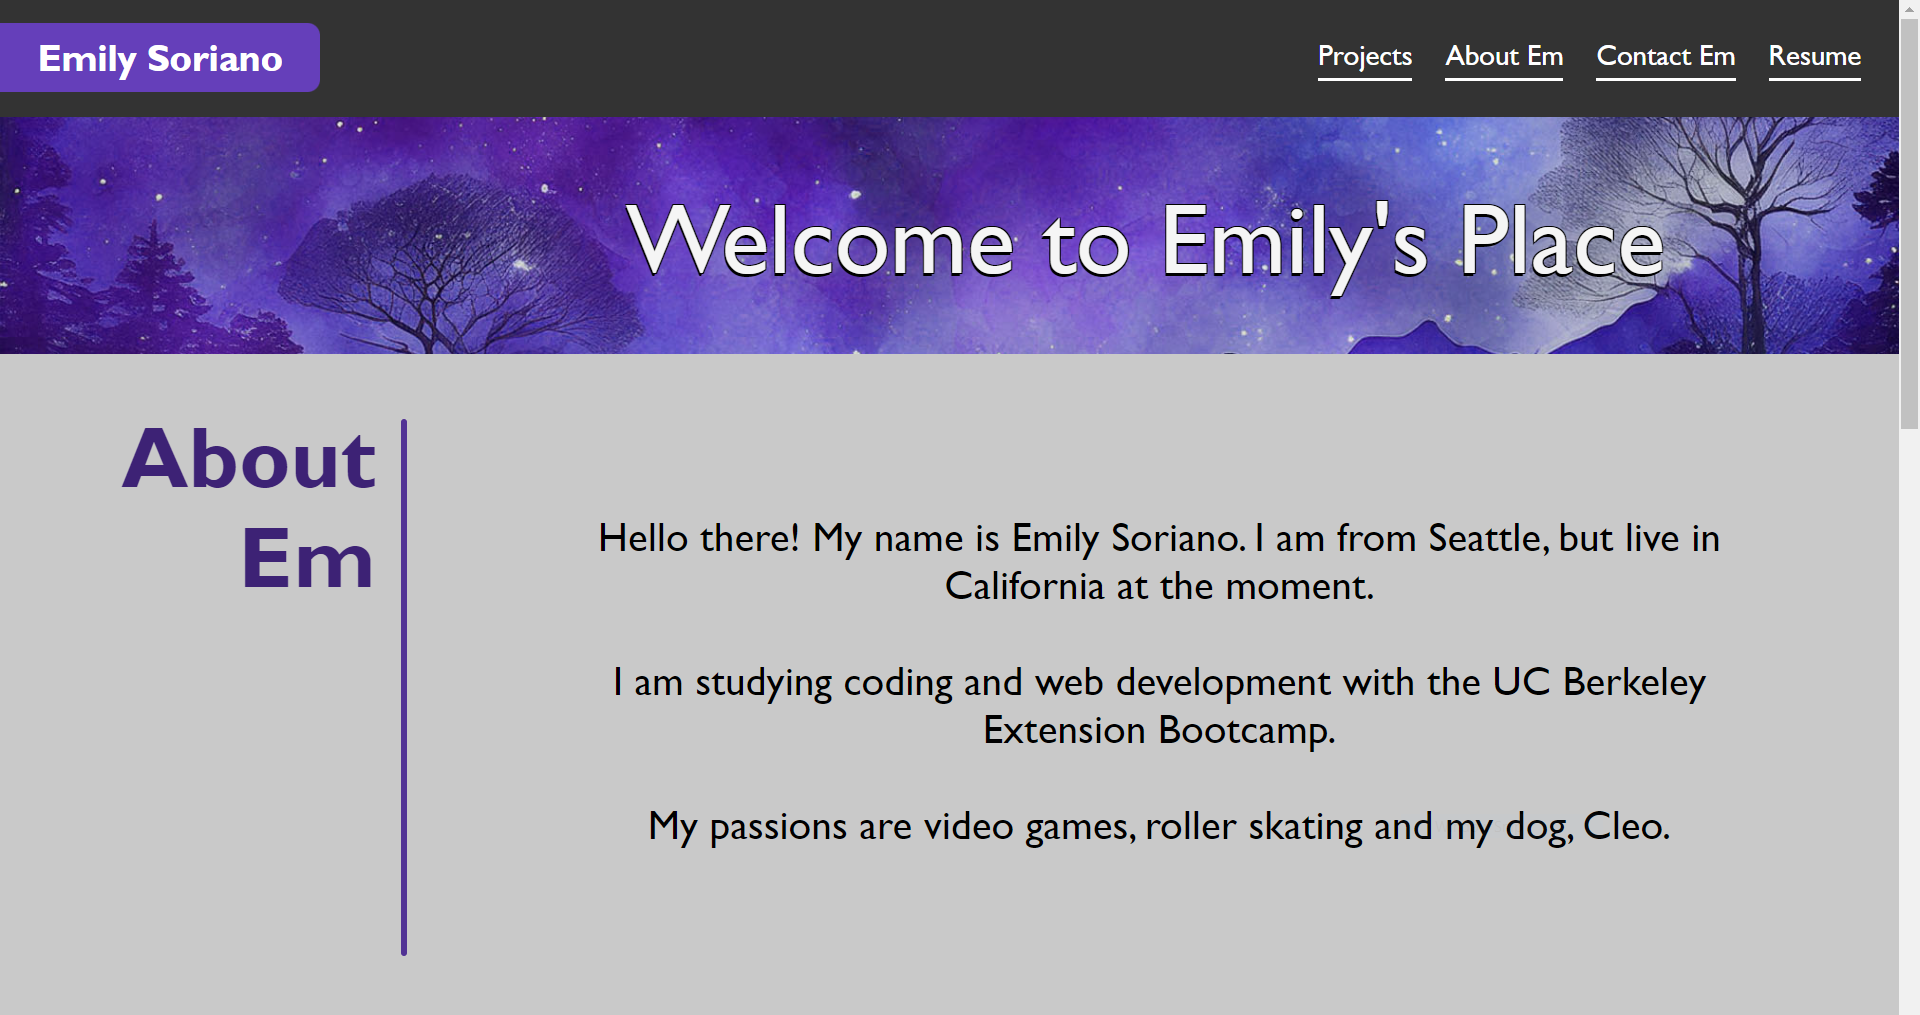 Emily Soriano
Projects About Em Contact Em Resume
Welcome to Emily's Place
About
Em
Hello there! My name is Emily Soriano. I am from Seattle, but live in
California at the moment.
I am studying coding and web development with the UC Berkeley
Extension Bootcamp.
My passions are video games, roller skating and my dog, Cleo.